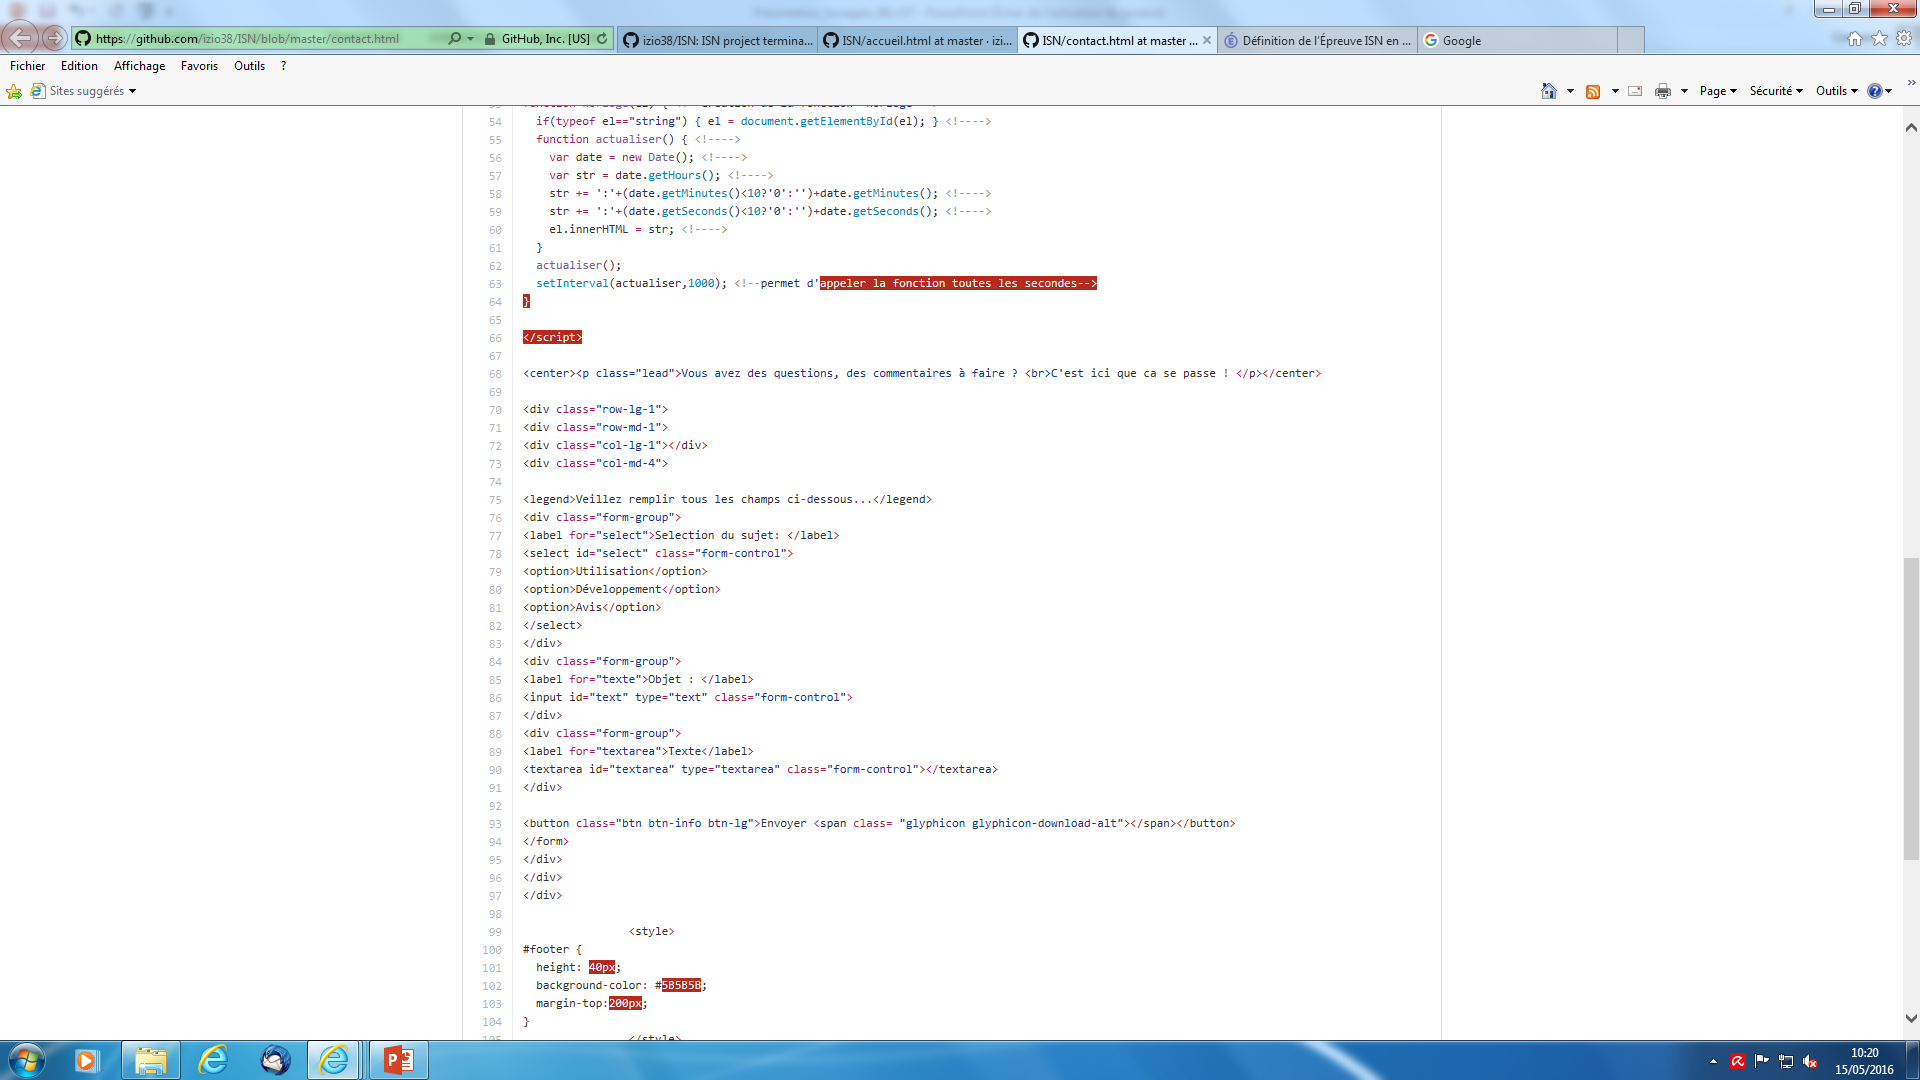 https://github.com/izio38/ISN/blob/master/contact.html
GitHub, Inc. [US]
izio38/ISN: ISN project termina...
ISN/accueil.html at master · izi...
ISN/contact.html at master ...
Définition de l'Épreuve ISN en ...
Google
Fichier Edition Affichage Favoris Outils ?
Sites suggérés
Page Sécurité Outils
54 if(typeof el=="string") { el = document.getElementById(el); } <!---->
55 function actualiser() { <!---->
56 var date = new Date(); <!---->
57 var str = date.getHours(); <!---->
58 str += ':'+(date.getMinutes()<10?'0':'')+date.getMinutes(); <!---->
59 str += ':'+(date.getSeconds()<10?'0':'')+date.getSeconds(); <!---->
60 el.innerHTML = str; <!---->
61 }
62 actualiser();
63 setInterval(actualiser,1000); <!--permet d'appeler la fonction toutes les secondes-->
64 }
65
66 </script>
67
68 <center><p class="lead">Vous avez des questions, des commentaires à faire ? <br>C'est ici que ca se passe ! </p></center>
69
70 <div class="row-lg-1">
71 <div class="row-md-1">
72 <div class="col-lg-1"></div>
73 <div class="col-md-4">
74
75 <legend>Veillez remplir tous les champs ci-dessous...</legend>
76 <div class="form-group">
77 <label for="select">Selection du sujet: </label>
78 <select id="select" class="form-control">
79 <option>Utilisation</option>
80 <option>Développement</option>
81 <option>Avis</option>
82 </select>
83 </div>
84 <div class="form-group">
85 <label for="texte">Objet : </label>
86 <input id="text" type="text" class="form-control">
87 </div>
88 <div class="form-group">
89 <label for="textarea">Texte</label>
90 <textarea id="textarea" type="textarea" class="form-control"></textarea>
91 </div>
92
93 <button class="btn btn-info btn-lg">Envoyer <span class= "glyphicon glyphicon-download-alt"></span></button>
94 </form>
95 </div>
96 </div>
97 </div>
98
99 <style>
100 #footer {
101 height: 40px;
102 background-color: #5B5B5B;
103 margin-top:200px;
104 }
105 </style>
10:20
15/05/2016